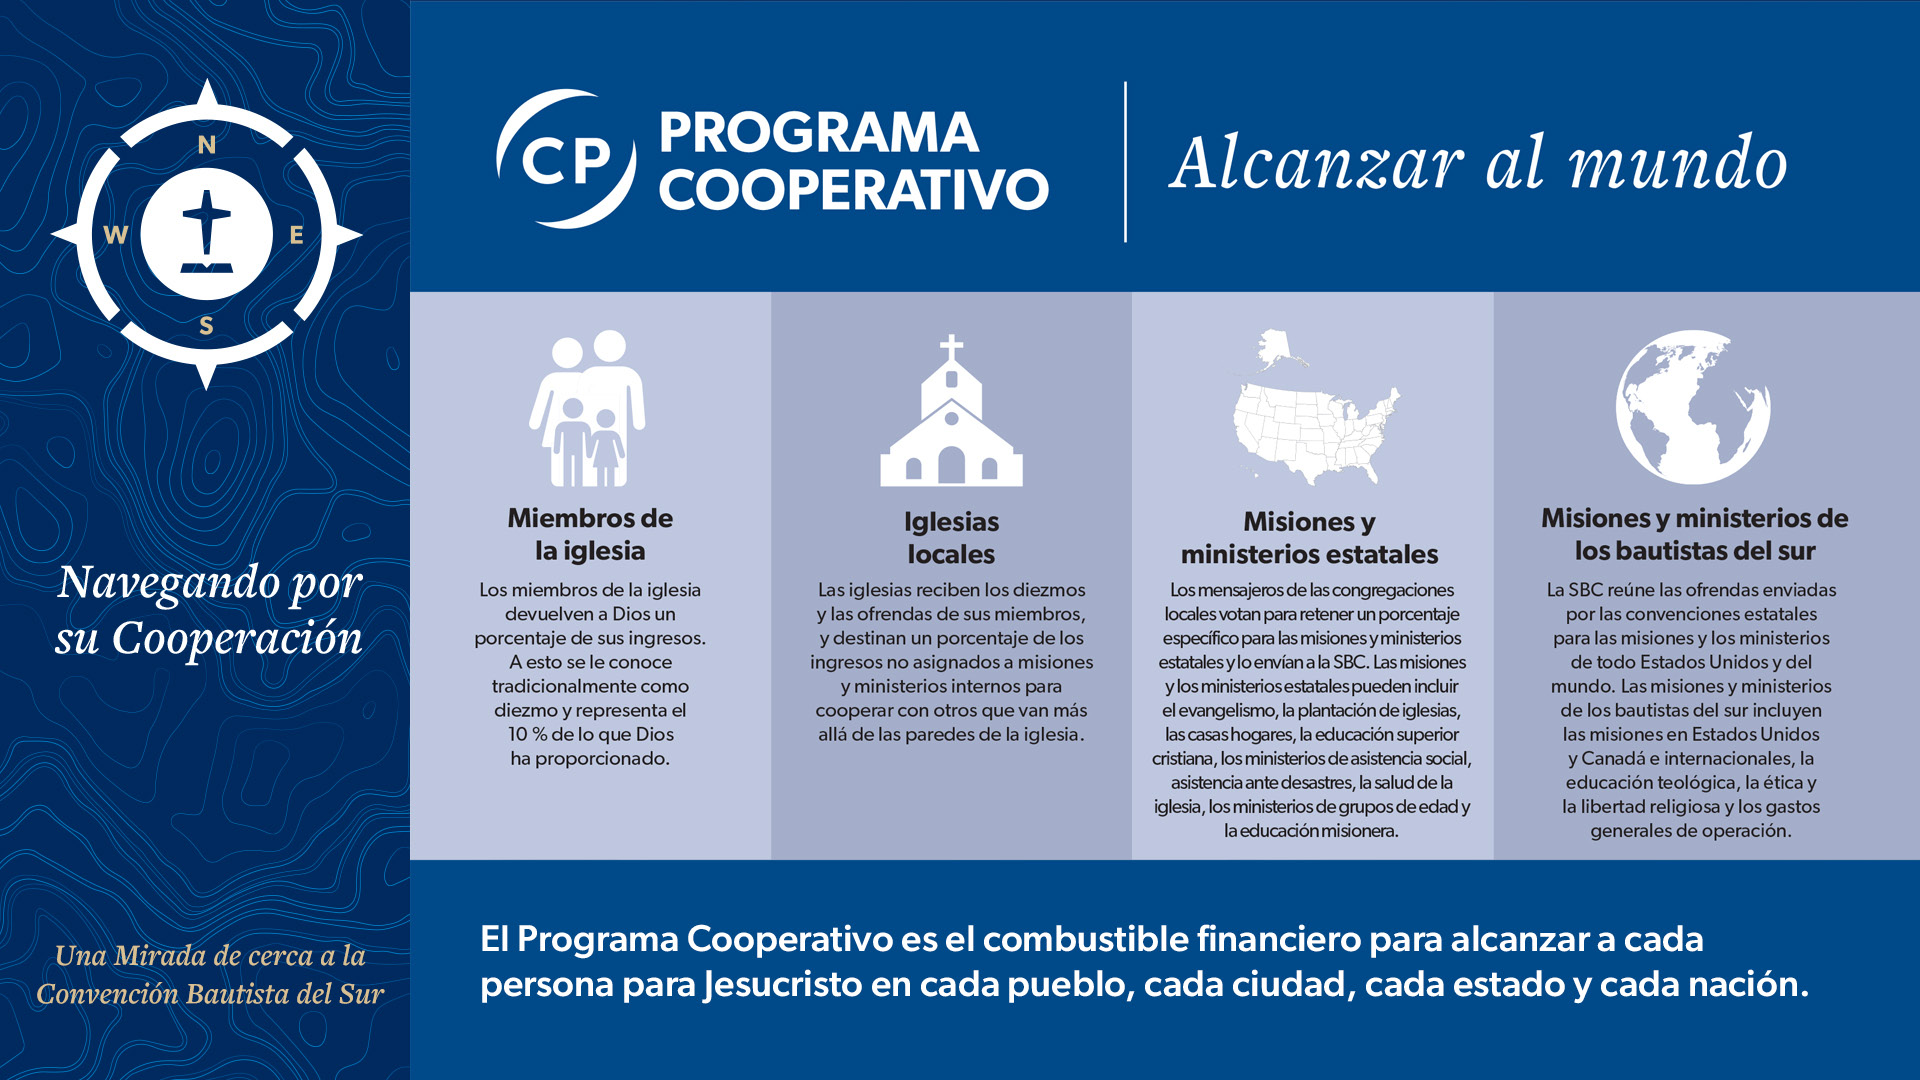 N
W
E
S
Navegando por
su Cooperación
Una Mirada de cerca a la
Convención Bautista del Sur
CP
PROGRAMA
COOPERATIVO
Alcanzar al mundo
Miembros de
la iglesia
Los miembros de la iglesia
devuelven a Dios un
porcentaje de sus ingresos.
A esto se le conoce
tradicionalmente como
diezmo y representa el
10 % de lo que Dios
ha proporcionado.
Iglesias
locales
Las iglesias reciben los diezmos
y las ofrendas de sus miembros,
y destinan un porcentaje de los
ingresos no asignados a misiones
y ministerios internos para
cooperar con otros que van más
allá de las paredes de la iglesia.
Misiones y
ministerios estatales
Los mensajeros de las congregaciones
locales votan para retener un porcentaje
específico para las misiones y ministerios
estatales y lo envían a la SBC. Las misiones
y los ministerios estatales pueden incluir
el evangelismo, la plantación de iglesias,
las casas hogares, la educación superior
cristiana, los ministerios de asistencia social,
asistencia ante desastres, la salud de la
iglesia, los ministerios de grupos de edad y
la educación misionera.
Misiones y ministerios de
los bautistas del sur
La SBC reúne las ofrendas enviadas
por las convenciones estatales
para las misiones y los ministerios
de todo Estados Unidos y del
mundo. Las misiones y ministerios
de los bautistas del sur incluyen
las misiones en Estados Unidos
y Canadá e internacionales, la
educación teológica, la ética y
la libertad religiosa y los gastos
generales de operación.
El Programa Cooperativo es el combustible financiero para alcanzar a cada
persona para Jesucristo en cada pueblo, cada ciudad, cada estado y cada nación.